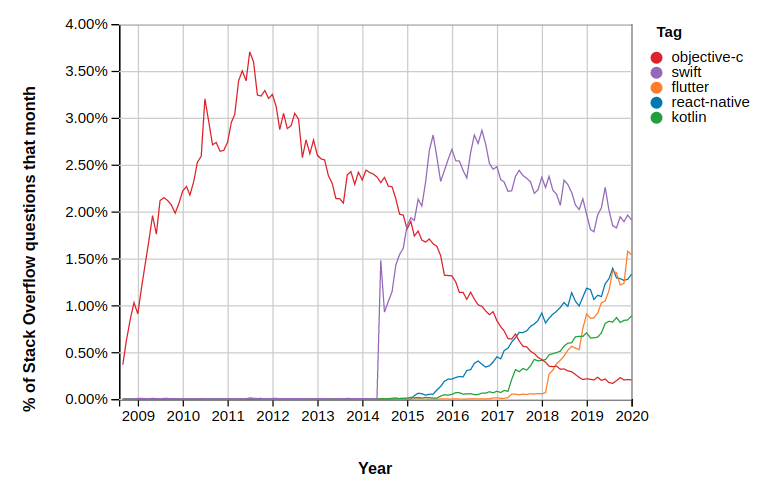 % of Stack Overflow questions that month
4.00%
3.50%
3.00%
2.50%
2.00%
1.50%
1.00%
0.50%
0.00%
2009 2010 2011 2012 2013 2014 2015 2016 2017 2018 2019 2020
Year
Tag
objective-c
swift
flutter
react-native
kotlin